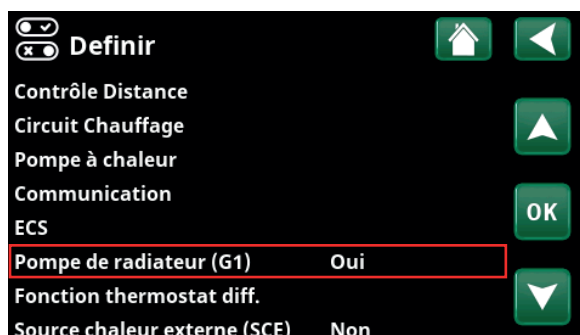 Definir
Contrôle Distance
Circuit Chauffage
Pompe à chaleur
Communication
OK
ECS
Pompe de radiateur (G1) Oui
Fonction thermostat diff.
Source chaleur externe (SCE) Non